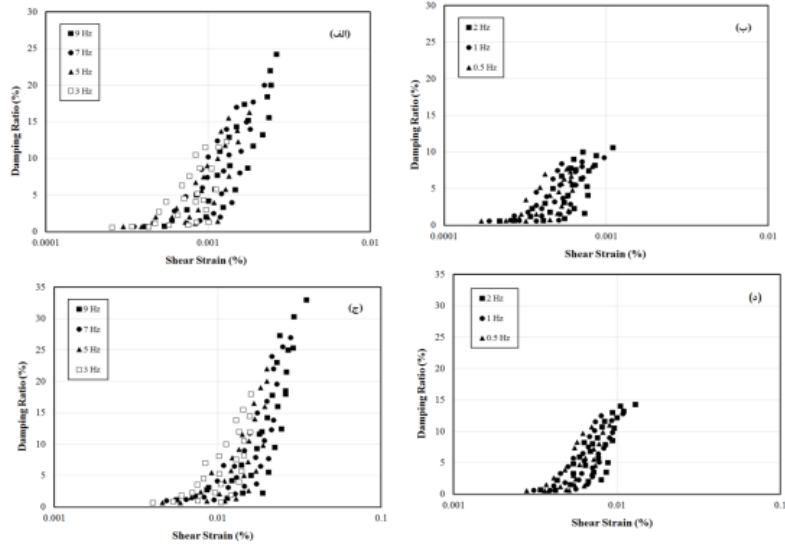 30
25
20
15
10
5
0
Damping Ratio (%)
9 Hz
7 Hz
5 Hz
3 Hz
(الف)
0.0001
0.001
0.01
Shear Strain (%)
30
25
20
15
10
5
0
Damping Ratio (%)
2 Hz
1 Hz
0.5 Hz
(ب)
0.0001
0.001
0.01
Shear Strain (%)
35
30
25
20
15
10
5
0
Damping Ratio (%)
9 Hz
7 Hz
5 Hz
3 Hz
(ج)
0.001
0.01
0.1
Shear Strain (%)
35
30
25
20
15
10
5
0
Damping Ratio (%)
2 Hz
1 Hz
0.5 Hz
(د)
0.001
0.01
0.1
Shear Strain (%)